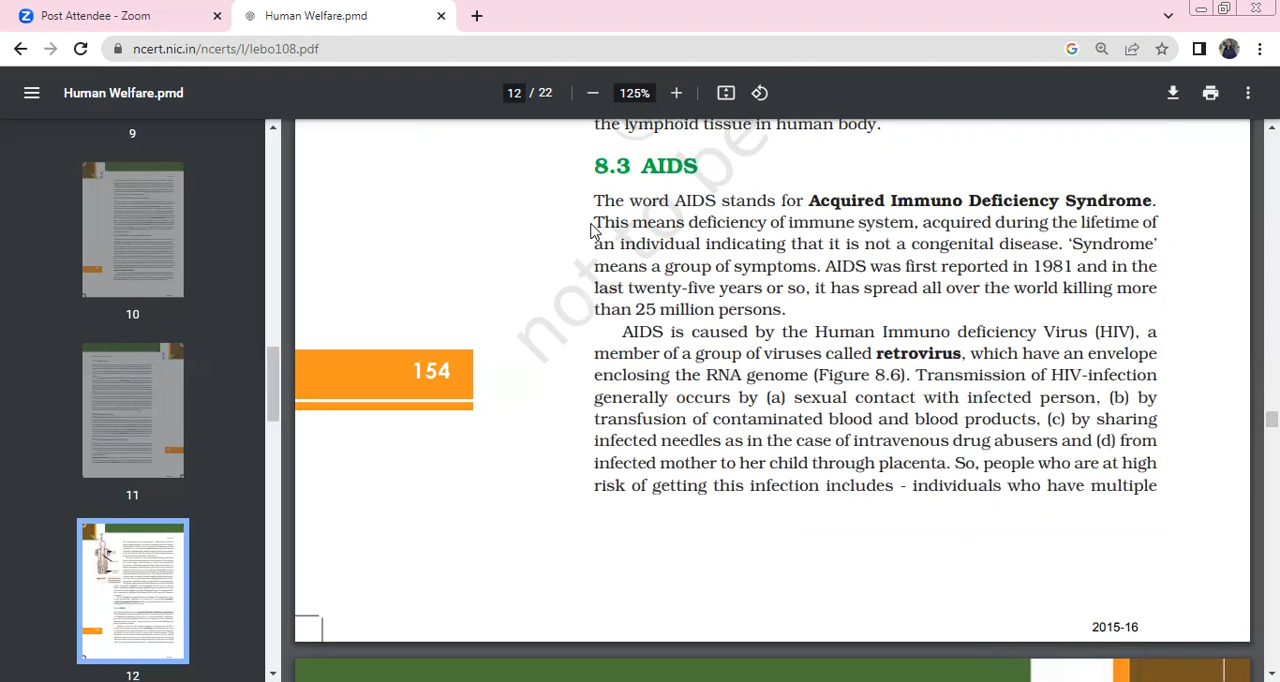 Post Attendee - Zoom
Human Welfare.pmd
ncert.nic.in/ncerts/l/lebo108.pdf
Human Welfare.pmd
12 / 22
125%
9
10
11
12
the lymphoid tissue in human body.
8.3 AIDS
The word AIDS stands for Acquired Immuno Deficiency Syndrome.
This means deficiency of immune system, acquired during the lifetime of
an individual indicating that it is not a congenital disease. ‘Syndrome’
means a group of symptoms. AIDS was first reported in 1981 and in the
last twenty-five years or so, it has spread all over the world killing more
than 25 million persons.
AIDS is caused by the Human Immuno deficiency Virus (HIV), a
member of a group of viruses called retrovirus, which have an envelope
enclosing the RNA genome (Figure 8.6). Transmission of HIV-infection
generally occurs by (a) sexual contact with infected person, (b) by
transfusion of contaminated blood and blood products, (c) by sharing
infected needles as in the case of intravenous drug abusers and (d) from
infected mother to her child through placenta. So, people who are at high
risk of getting this infection includes - individuals who have multiple
154
not to be
2015-16